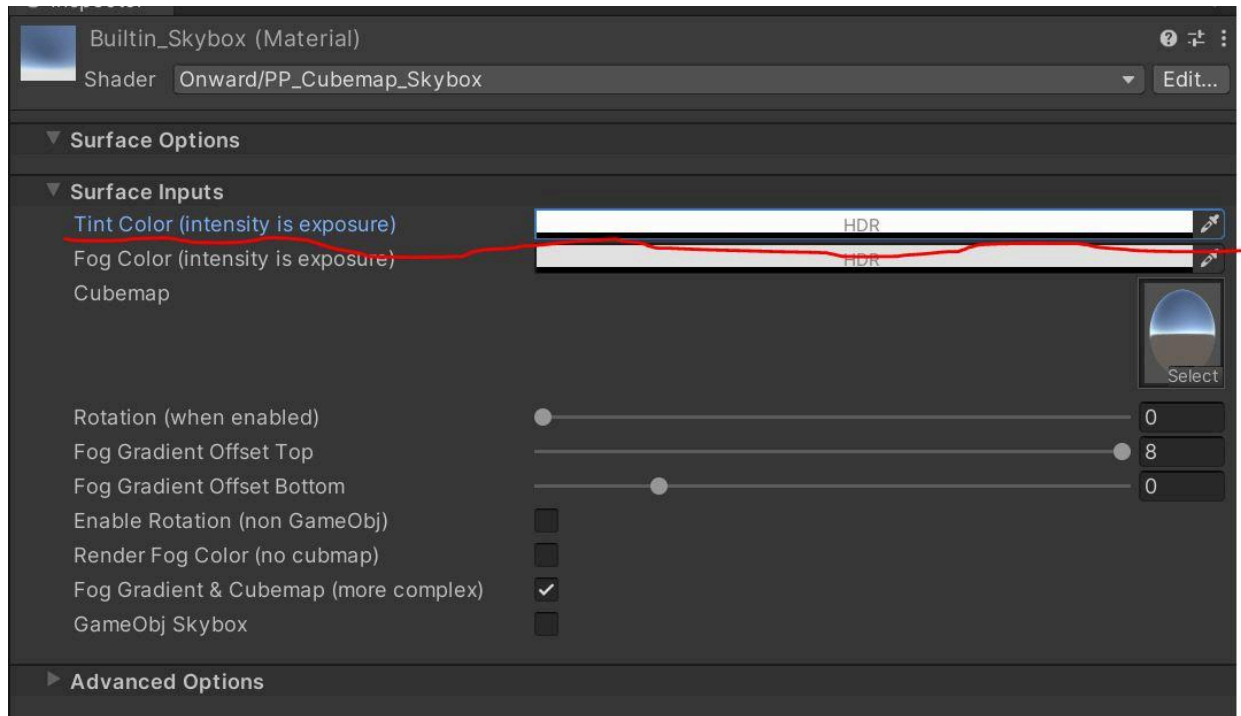 Builtin_Skybox (Material)
Shader Onward/PP_Cubemap_Skybox Edit...
Surface Options
Surface Inputs
Tint Color (intensity is exposure) HDR
Fog Color (intensity is exposure) HDR
Cubemap
Select
Rotation (when enabled) 0
Fog Gradient Offset Top 8
Fog Gradient Offset Bottom 0
Enable Rotation (non GameObj)
Render Fog Color (no cubmap)
Fog Gradient & Cubemap (more complex)
GameObj Skybox
Advanced Options